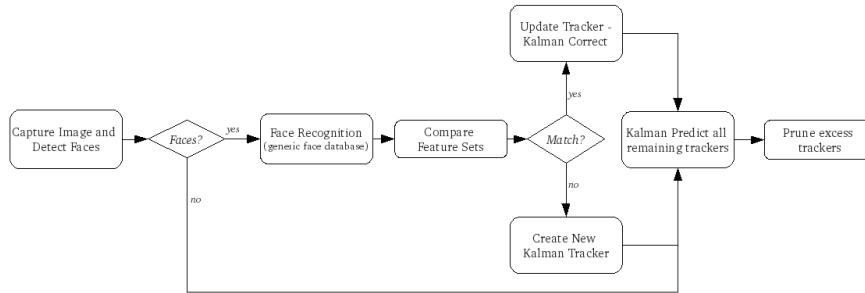 Capture Image and
Detect Faces
Faces?
yes
no
Face Recognition
(genesic face database)
Compare
Feature Sets
Match?
yes
no
Update Tracker -
Kalman Correct
Create New
Kalman Tracker
Kalman Predict all
remaining trackers
Prune excess
trackers